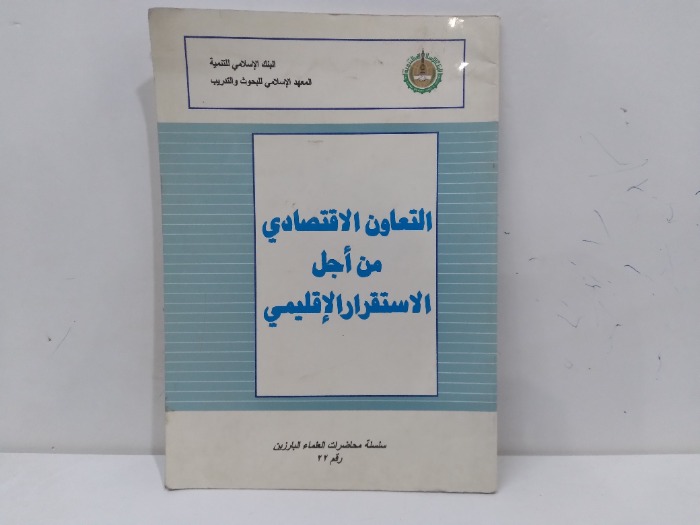 البنك الإسلامي للتنمية
المعهد الإسلامي للبحوث والتدريب
التعاون الاقتصادي
من أجل
الاستقرار الإقليمي
سلسلة محاضرات العلماء البارزين
رقم ٢٢